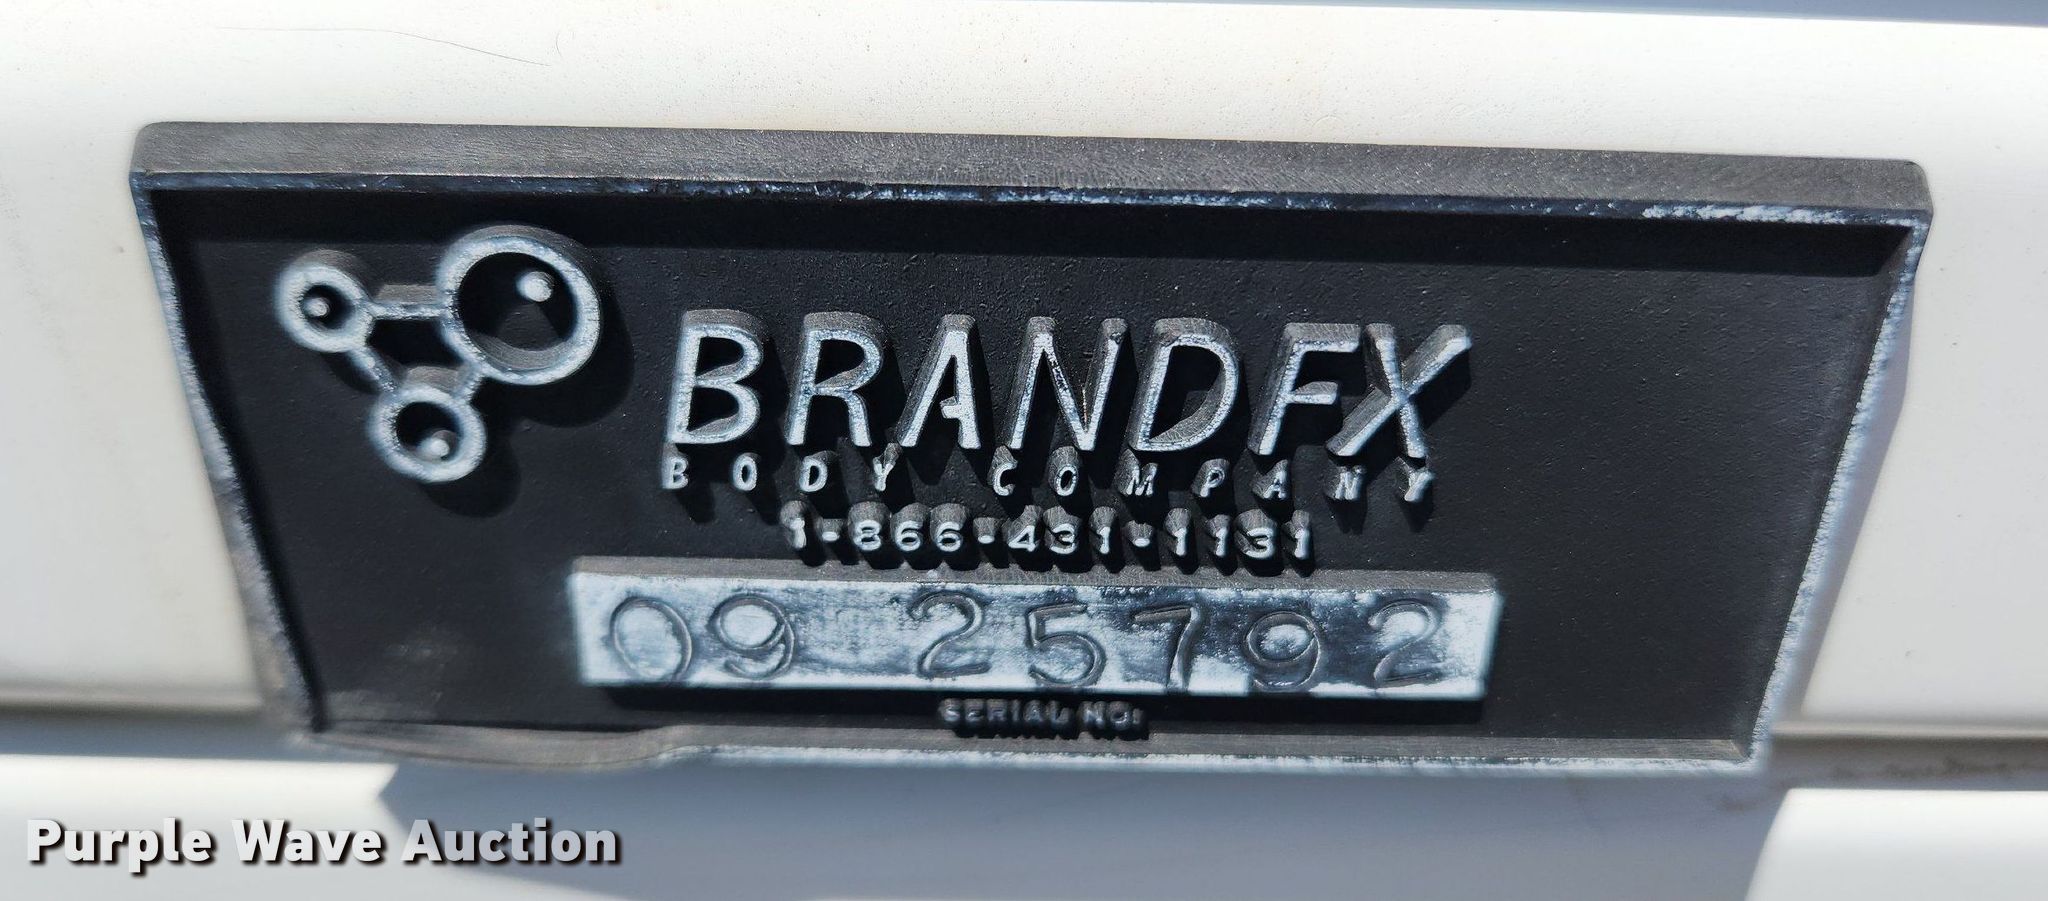 BRANDFX
BODY COMPANY
1-866-431-1131
09 25792
SERIAL NO:
Purple Wave Auction